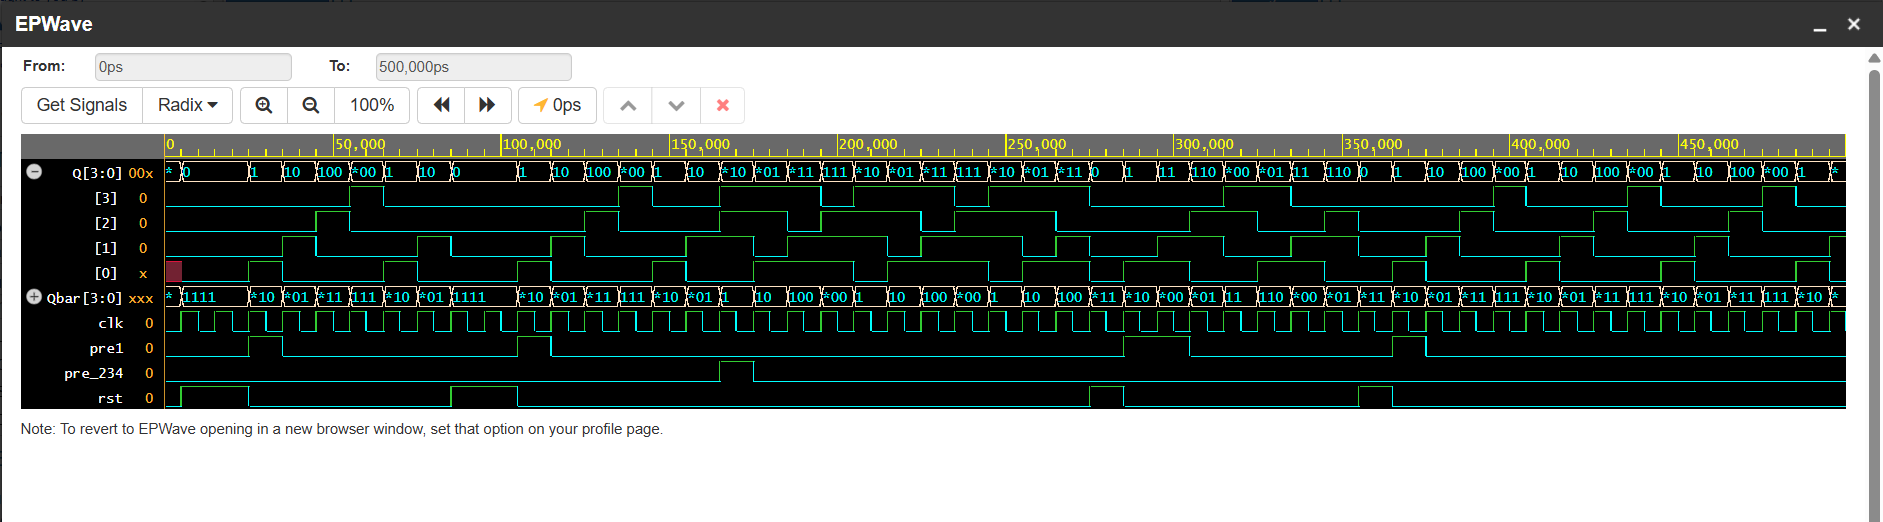 EPWave
From: 0ps To: 500,000ps
Get Signals Radix 100% 0ps
0 50,000 100,000 150,000 200,000 250,000 300,000 350,000 400,000 450,000
Q[3:0] 00x * 0 1 10 100 *00 1 10 0 1 10 100 *00 1 10 *10 *01 *11 111 *10 *01 *11 111 *10 *01 *11 0 1 11 110 *00 *01 11 110 0 1 10 100 *00 1 10 100 *00 1 10 100 *00 1 *
[3] 0
[2] 0
[1] 0
[0] x
Qbar[3:0] xxx * 1111 *10 *01 *11 111 *10 *01 1111 *10 *01 *11 111 *10 *01 1 10 100 *00 1 10 100 *00 1 10 100 *11 *10 *00 *01 11 110 *00 *01 *11 *10 *01 *11 111 *10 *01 *11 111 *10 *01 *11 111 *10 *
clk 0
pre1 0
pre_234 0
rst 0
Note: To revert to EPWave opening in a new browser window, set that option on your profile page.